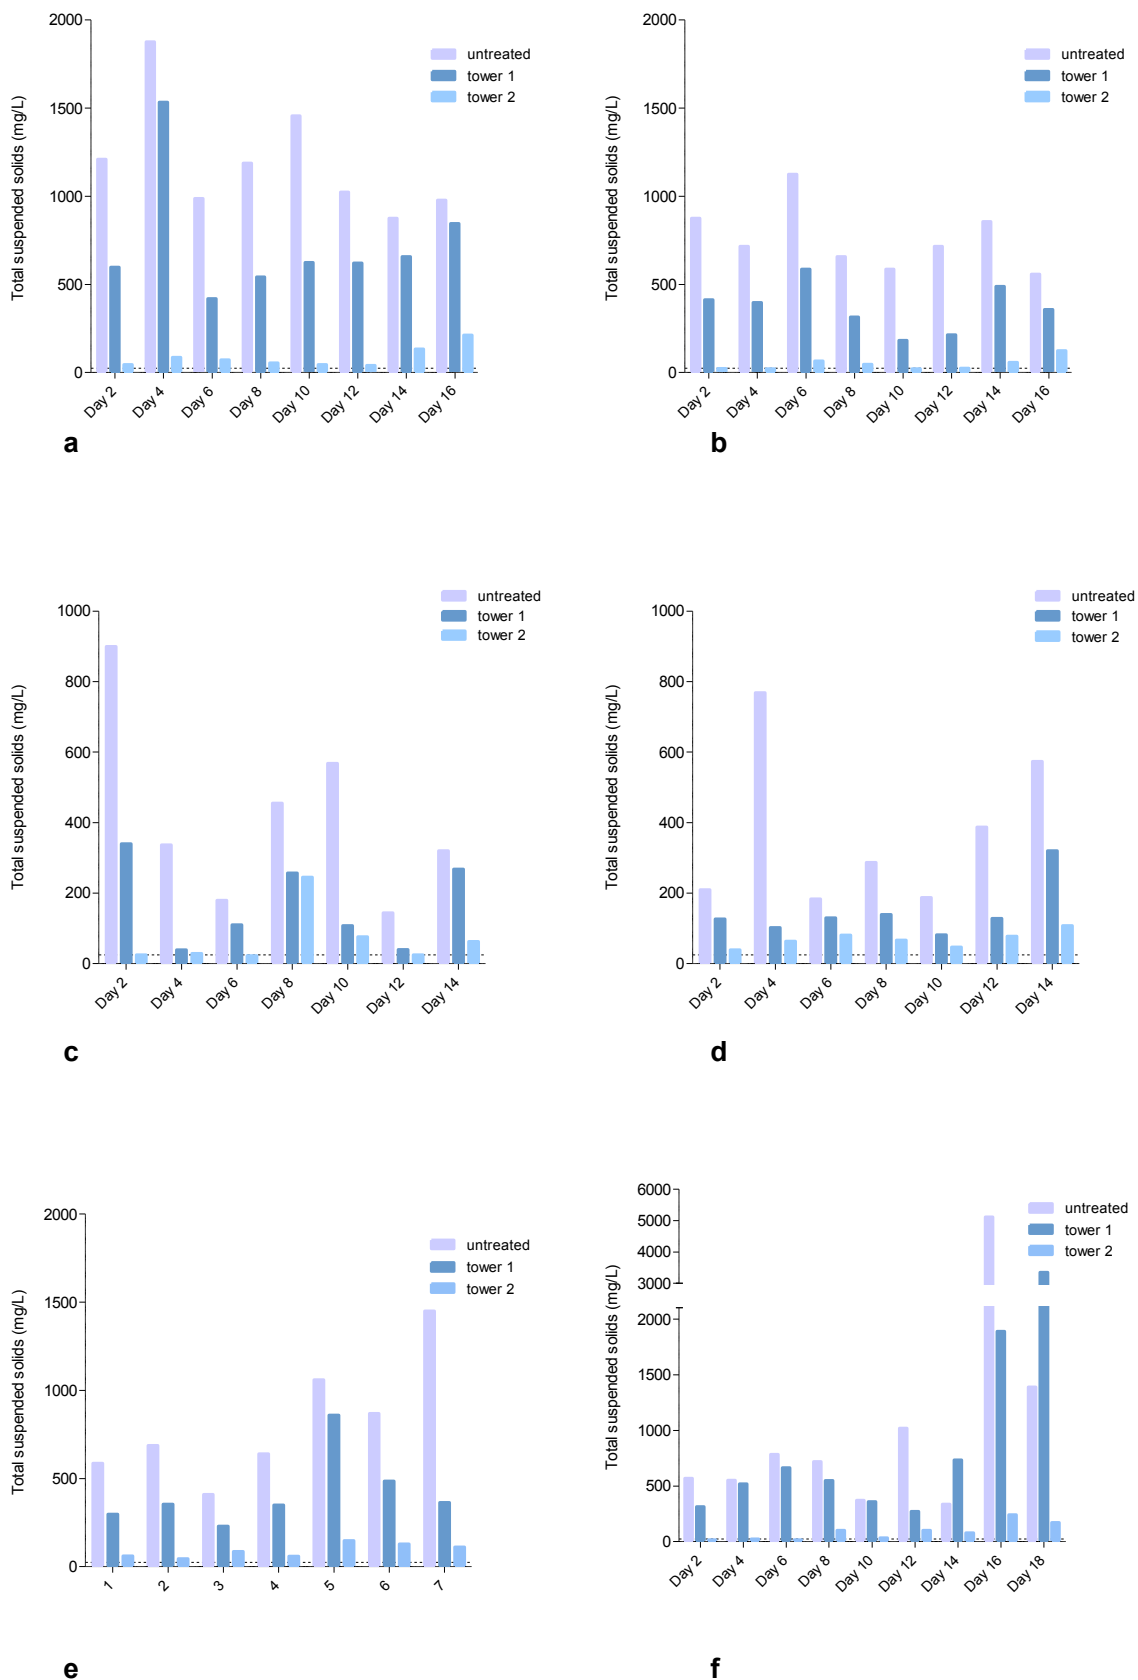 2000
1500
1000
500
0
Total suspended solids (mg/L)
untreated
tower 1
tower 2
Day 2
Day 4
Day 6
Day 8
Day 10
Day 12
Day 14
Day 16
a
2000
1500
1000
500
0
Total suspended solids (mg/L)
untreated
tower 1
tower 2
Day 2
Day 4
Day 6
Day 8
Day 10
Day 12
Day 14
Day 16
b
1000
800
600
400
200
0
Total suspended solids (mg/L)
untreated
tower 1
tower 2
Day 2
Day 4
Day 6
Day 8
Day 10
Day 12
Day 14
c
1000
800
600
400
200
0
Total suspended solids (mg/L)
untreated
tower 1
tower 2
Day 2
Day 4
Day 6
Day 8
Day 10
Day 12
Day 14
d
2000
1500
1000
500
0
Total suspended solids (mg/L)
untreated
tower 1
tower 2
1
2
3
4
5
6
7
e
6000
5000
4000
3000
2000
1500
1000
500
0
Total suspended solids (mg/L)
untreated
tower 1
tower 2
Day 2
Day 4
Day 6
Day 8
Day 10
Day 12
Day 14
Day 16
Day 18
f